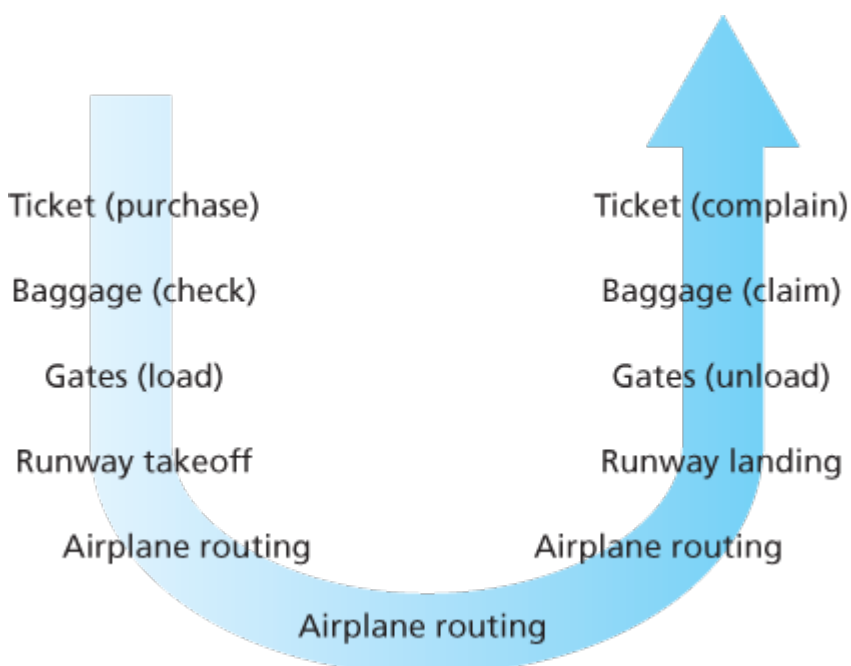 Ticket (purchase)
Baggage (check)
Gates (load)
Runway takeoff
Airplane routing
Airplane routing
Airplane routing
Runway landing
Gates (unload)
Baggage (claim)
Ticket (complain)